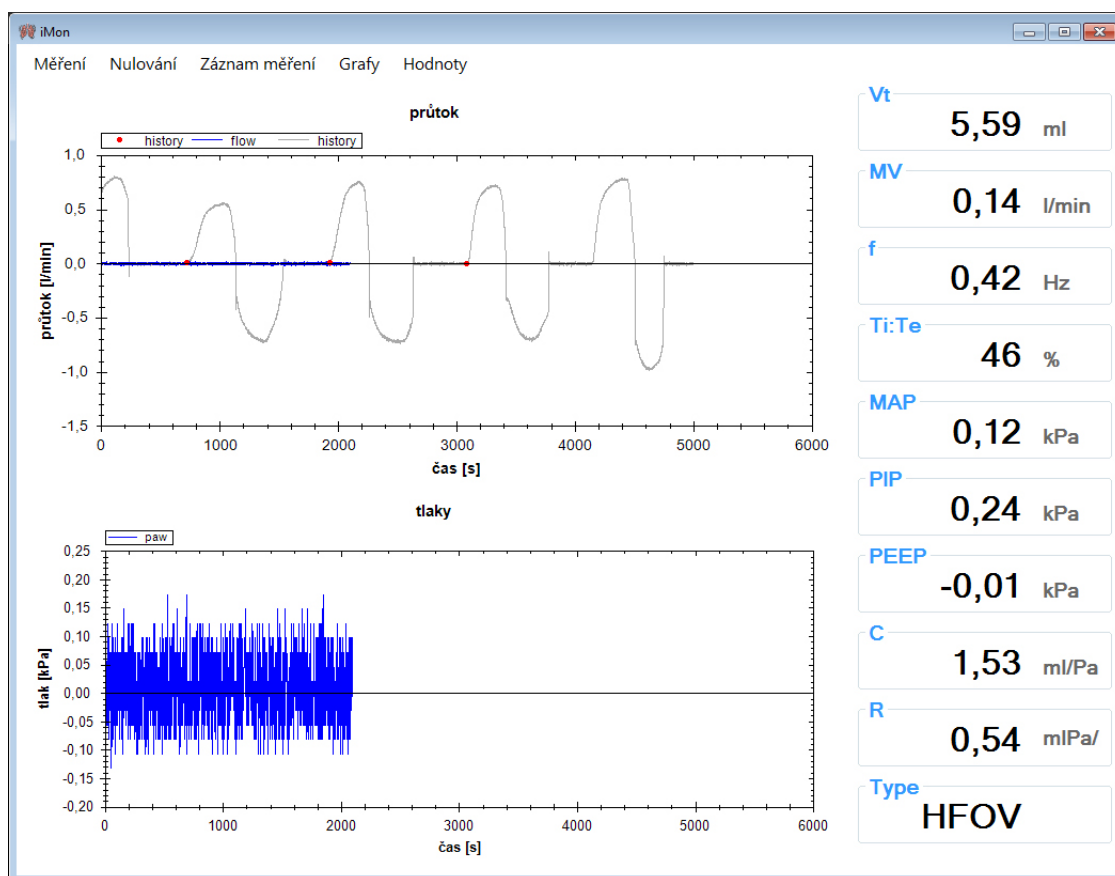 iMon
Měření Nulování Záznam měření Grafy Hodnoty
průtok
history flow history
průtok [l/min]
1,0
0,5
0,0
-0,5
-1,0
-1,5
0 1000 2000 3000 4000 5000 6000
čas [s]
tlaky
paw
tlak [kPa]
0,25
0,20
0,15
0,10
0,05
0,00
-0,05
-0,10
-0,15
-0,20
0 1000 2000 3000 4000 5000 6000
čas [s]
Vt
5,59 ml
MV
0,14 l/min
f
0,42 Hz
Ti:Te
46 %
MAP
0,12 kPa
PIP
0,24 kPa
PEEP
-0,01 kPa
C
1,53 ml/Pa
R
0,54 mlPa/
Type
HFOV